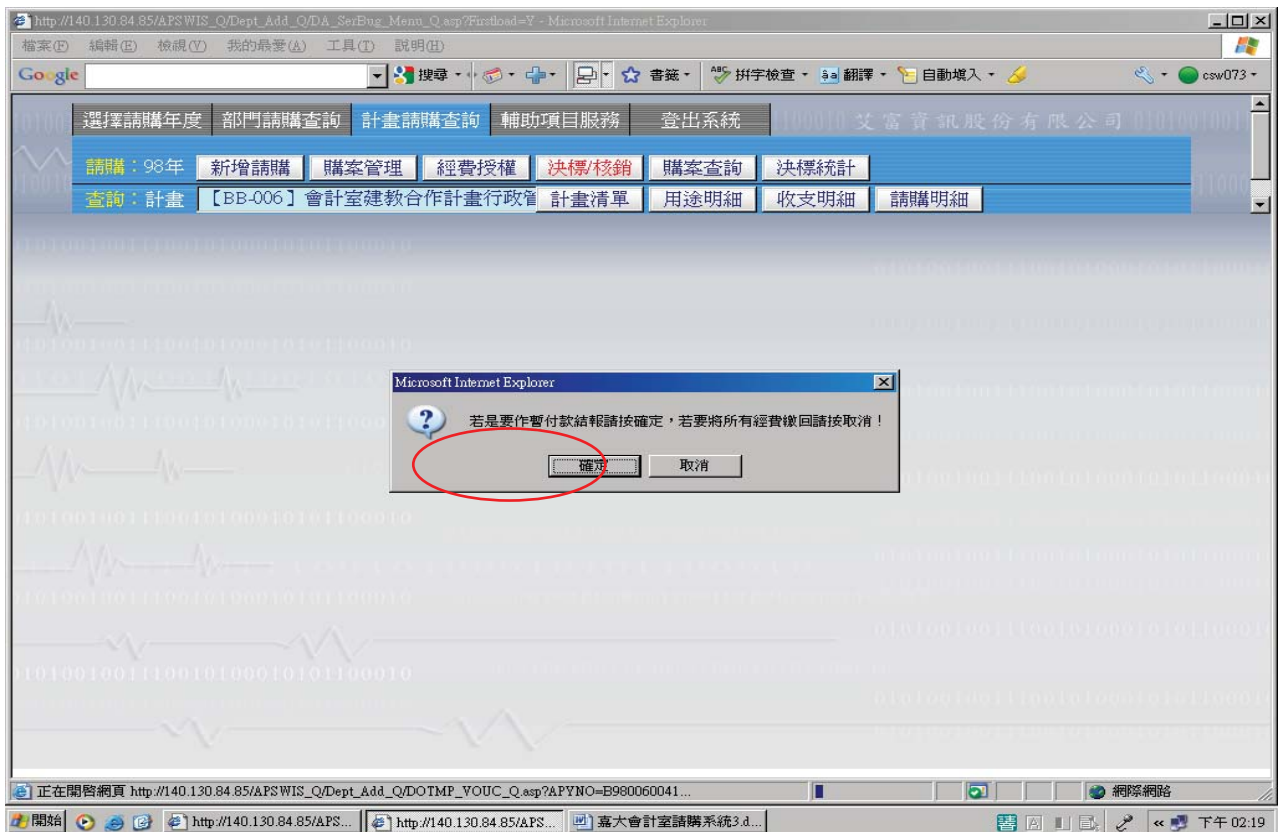 http://140.130.84.85/APSWIS_Q/Dept_Add_Q/DA_SerBug_Menu_Q.asp?Firstload=Y - Microsoft Internet Explorer
檔案(F) 編輯(E) 檢視(V) 我的最愛(A) 工具(T) 說明(H)
Google 搜尋 書籤 ABC 拼字檢查 aあ 翻譯 自動填入 csw073
選擇請購年度 部門請購查詢 計畫請購查詢 輔助項目服務 登出系統 艾富資訊股份有限公司
請購：98年 新增請購 購案管理 經費授權 決標/核銷 購案查詢 決標統計
查詢：計畫 【BB-006】會計室建教合作計畫行政管 計畫清單 用途明細 收支明細 請購明細
Microsoft Internet Explorer
若是要作暫付款結報請按確定，若要將所有經費繳回請按取消！
確定 取消
正在開啓網頁 http://140.130.84.85/APSWIS_Q/Dept_Add_Q/DOTMP_VOUC_Q.asp?APYNO=B980060041... 網際網路
開始 http://140.130.84.85/APS... http://140.130.84.85/APS... 嘉大會計室請購系統3.d... 下午 02:19